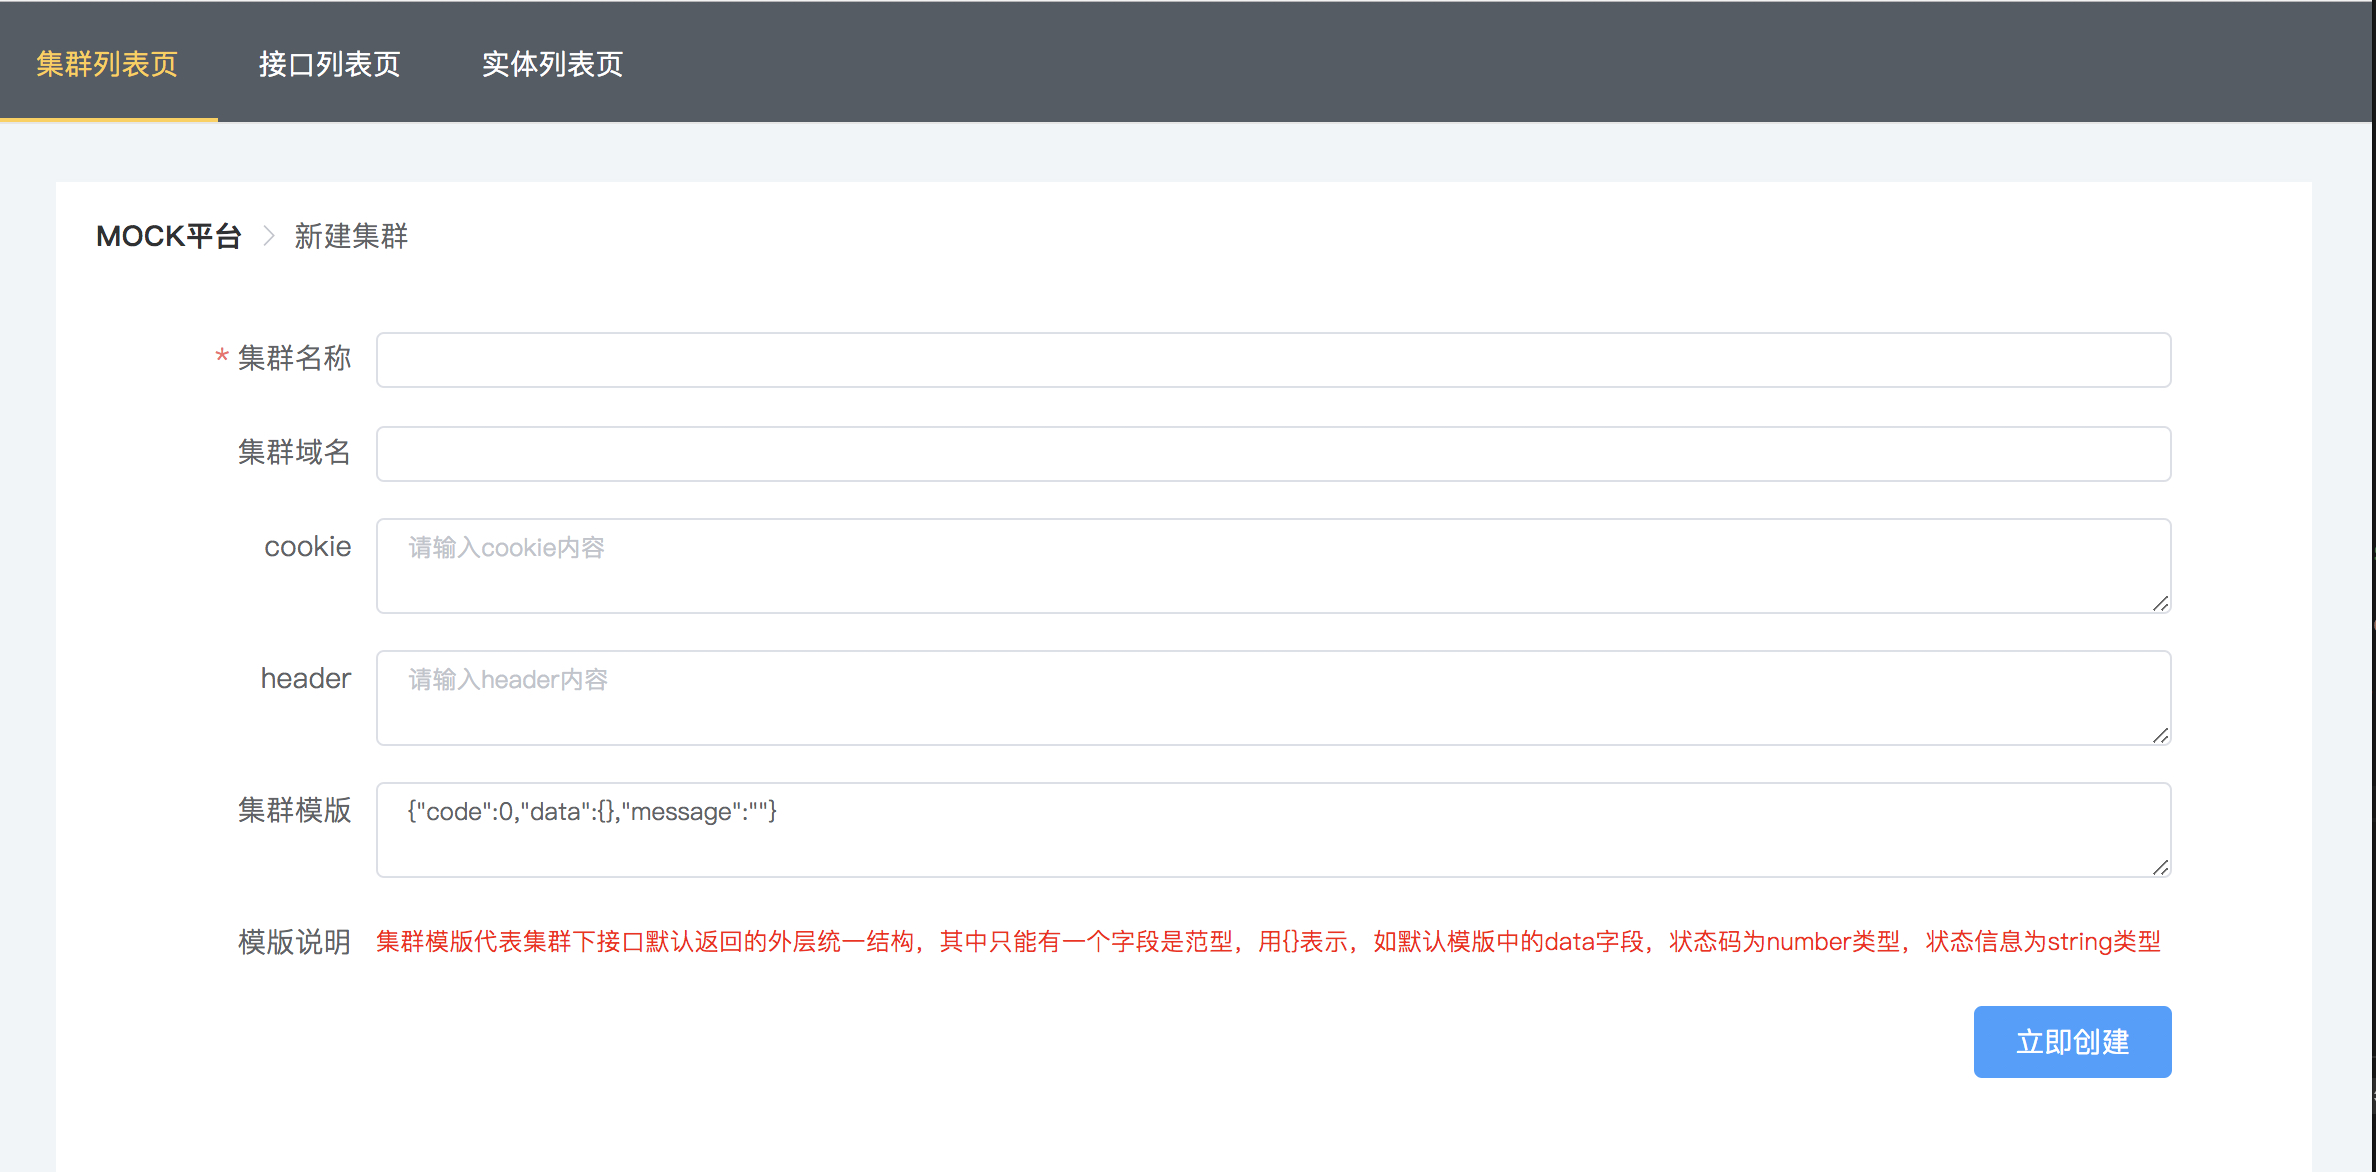 集群列表页 接口列表页 实体列表页
MOCK平台 > 新建集群
* 集群名称
集群域名
cookie 请输入cookie内容
header 请输入header内容
集群模版 {"code":0,"data":{},"message":""}
模版说明 集群模版代表集群下接口默认返回的外层统一结构，其中只能有一个字段是范型，用{}表示，如默认模版中的data字段，状态码为number类型，状态信息为string类型
立即创建